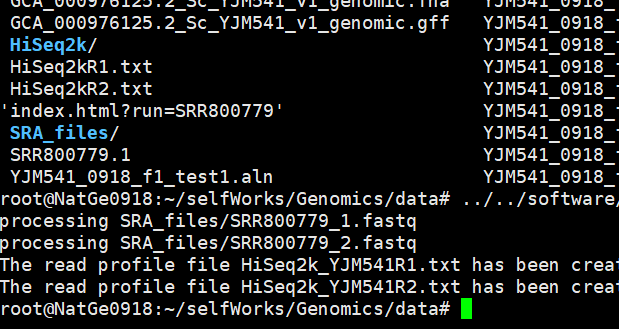 GCA_000976125.2_Sc_YJM541_v1_genomic.fna YJM541_0918_
GCA_000976125.2_Sc_YJM541_v1_genomic.gff YJM541_0918_
HiSeq2k/ YJM541_0918_
HiSeq2kR1.txt YJM541_0918_
HiSeq2kR2.txt YJM541_0918_
'index.html?run=SRR800779' YJM541_0918_
SRA_files/ YJM541_0918_
SRR800779.1 YJM541_0918_
YJM541_0918_f1_test1.aln YJM541_0918_
root@NatGe0918:~/selfWorks/Genomics/data# ../../software/
processing SRA_files/SRR800779_1.fastq
processing SRA_files/SRR800779_2.fastq
The read profile file HiSeq2k_YJM541R1.txt has been crea
The read profile file HiSeq2k_YJM541R2.txt has been crea
root@NatGe0918:~/selfWorks/Genomics/data#